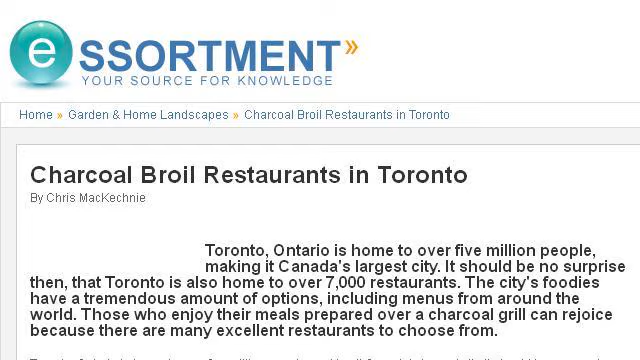 eSSORTMENT »
YOUR SOURCE FOR KNOWLEDGE
Home » Garden & Home Landscapes » Charcoal Broil Restaurants in Toronto
Charcoal Broil Restaurants in Toronto
By Chris MacKechnie
Toronto, Ontario is home to over five million people,
making it Canada's largest city. It should be no surprise
then, that Toronto is also home to over 7,000 restaurants. The city's foodies
have a tremendous amount of options, including menus from around the
world. Those who enjoy their meals prepared over a charcoal grill can rejoice
because there are many excellent restaurants to choose from.